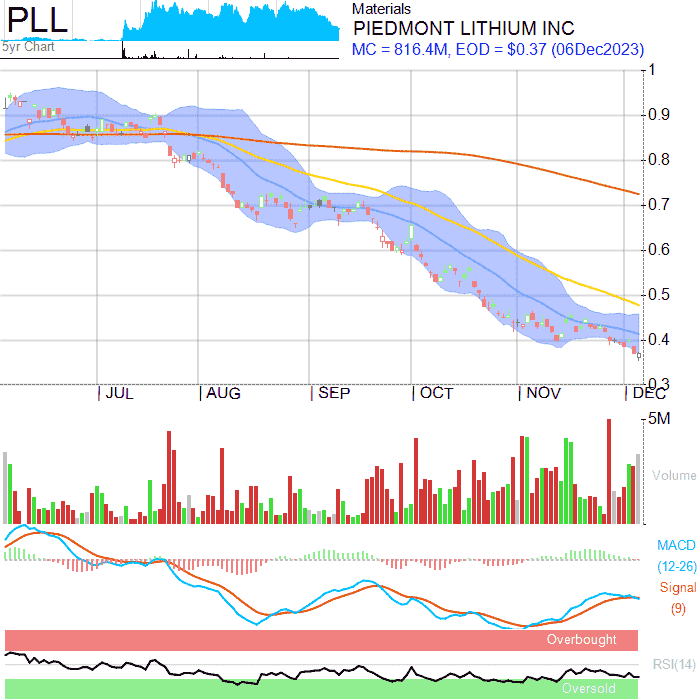 PLL
5yr Chart
Materials
PIEDMONT LITHIUM INC
MC = 816.4M, EOD = $0.37 (06Dec2023)
1
0.9
0.8
0.7
0.6
0.5
0.4
0.3
JUL AUG SEP OCT NOV DEC
5M
Volume
MACD
(12-26)
Signal
(9)
Overbought
RSI(14)
Oversold